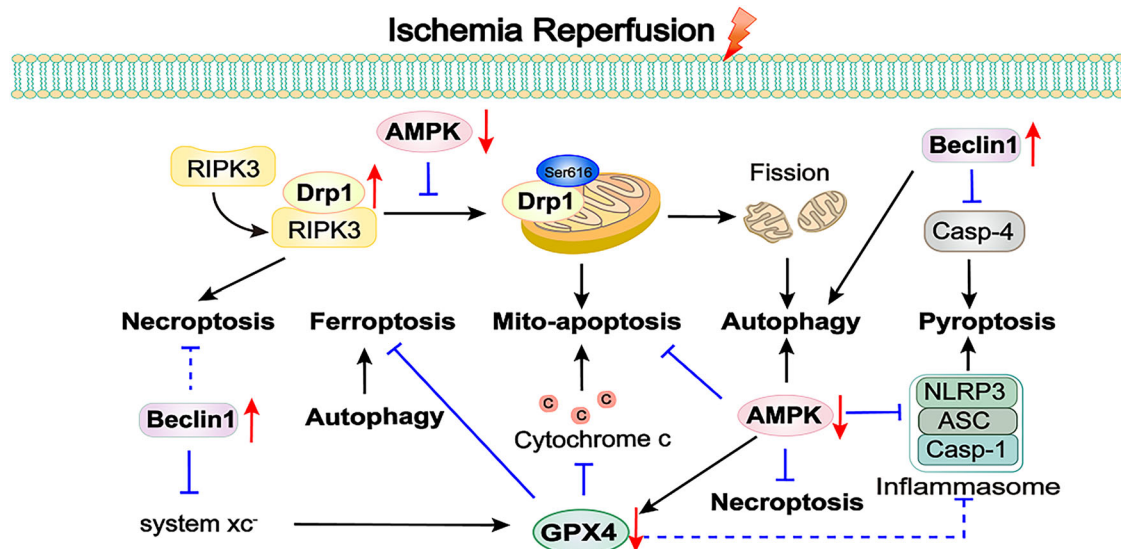 Ischemia Reperfusion
AMPK
Beclin1
RIPK3
Ser616
Fission
Drp1
Drp1
RIPK3
Casp-4
Necroptosis
Ferroptosis
Mito-apoptosis
Autophagy
Pyroptosis
NLRP3
Beclin1
Autophagy
C
C
C
AMPK
ASC
Cytochrome c
Casp-1
Necroptosis
Inflammasome
system xc⁻
GPX4